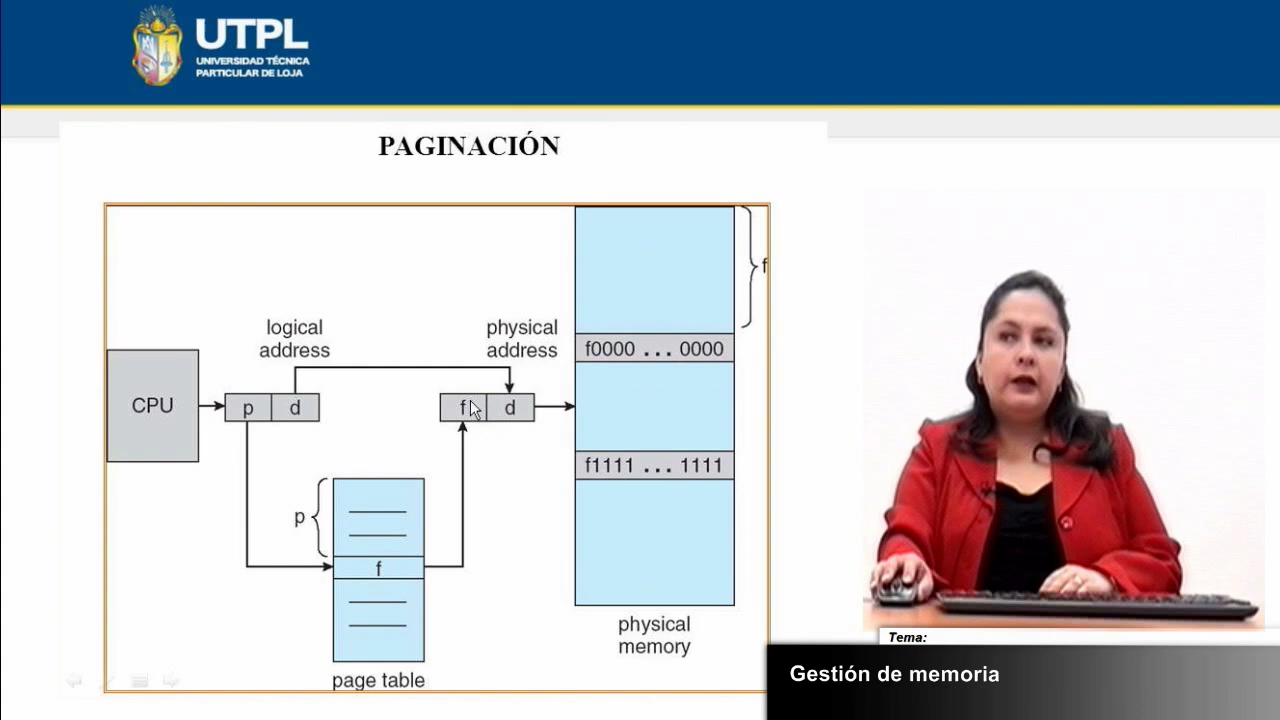 UTPL
UNIVERSIDAD TÉCNICA
PARTICULAR DE LOJA
PAGINACIÓN
logical
address
physical
address
CPU
p d
f d
f
f0000 ... 0000
f1111 ... 1111
p
f
page table
physical
memory
Tema:
Gestión de memoria